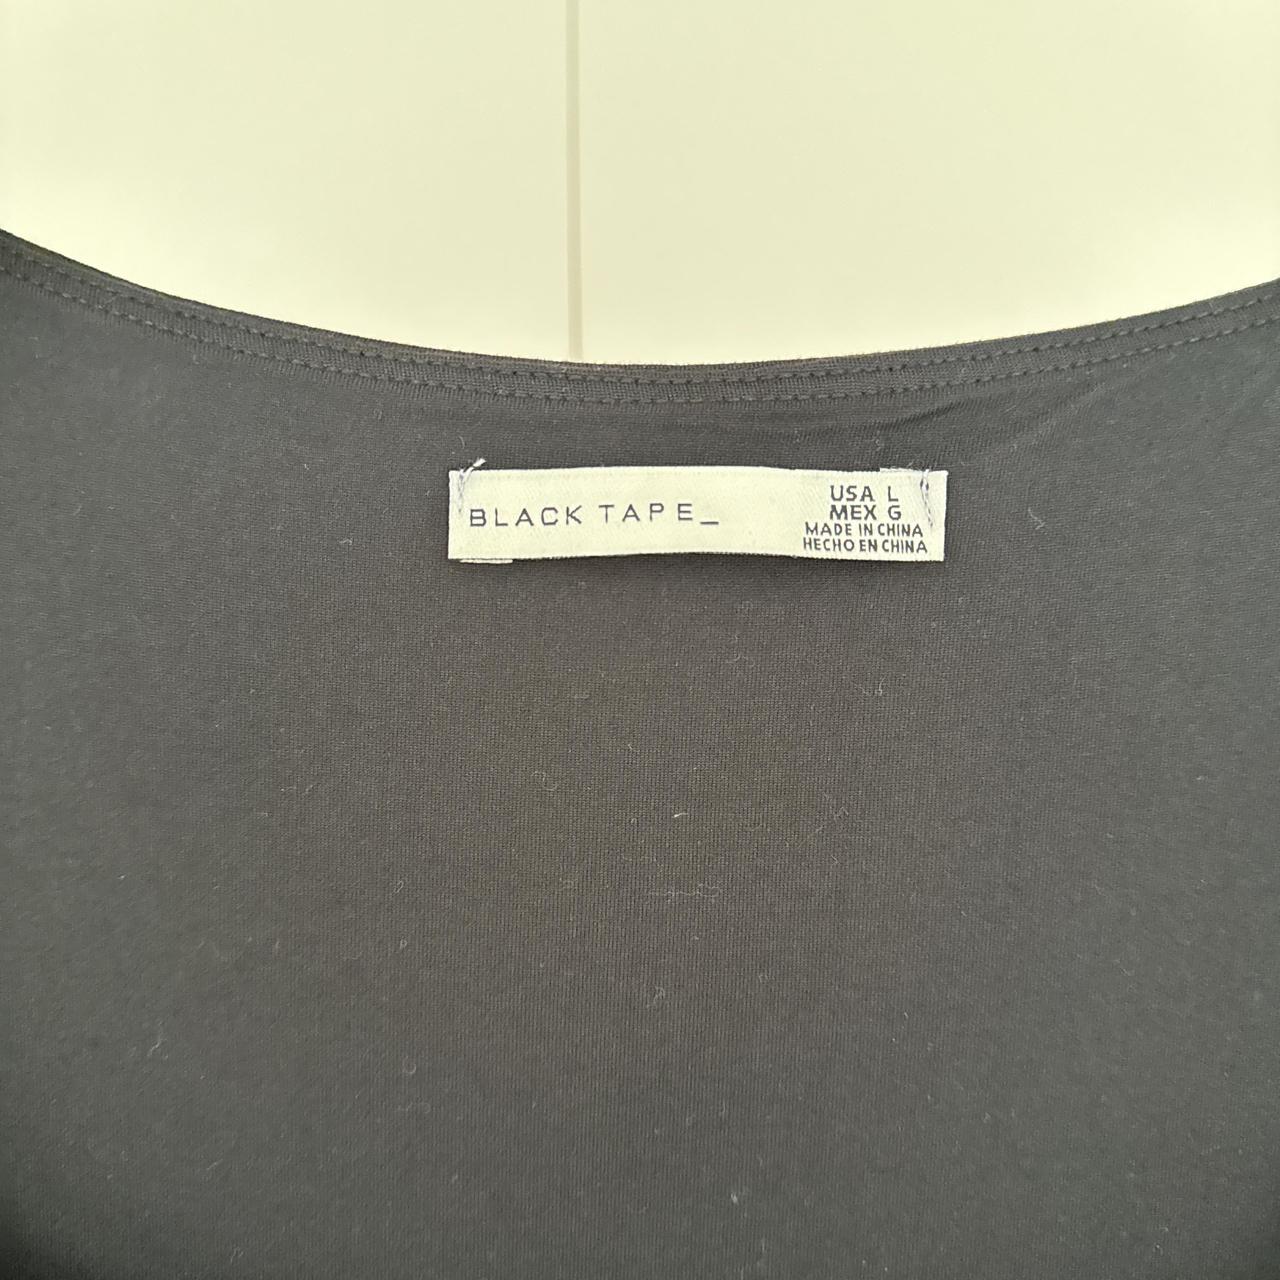 BLACK TAPE_
USA L
MEX G
MADE IN CHINA
HECHO EN CHINA